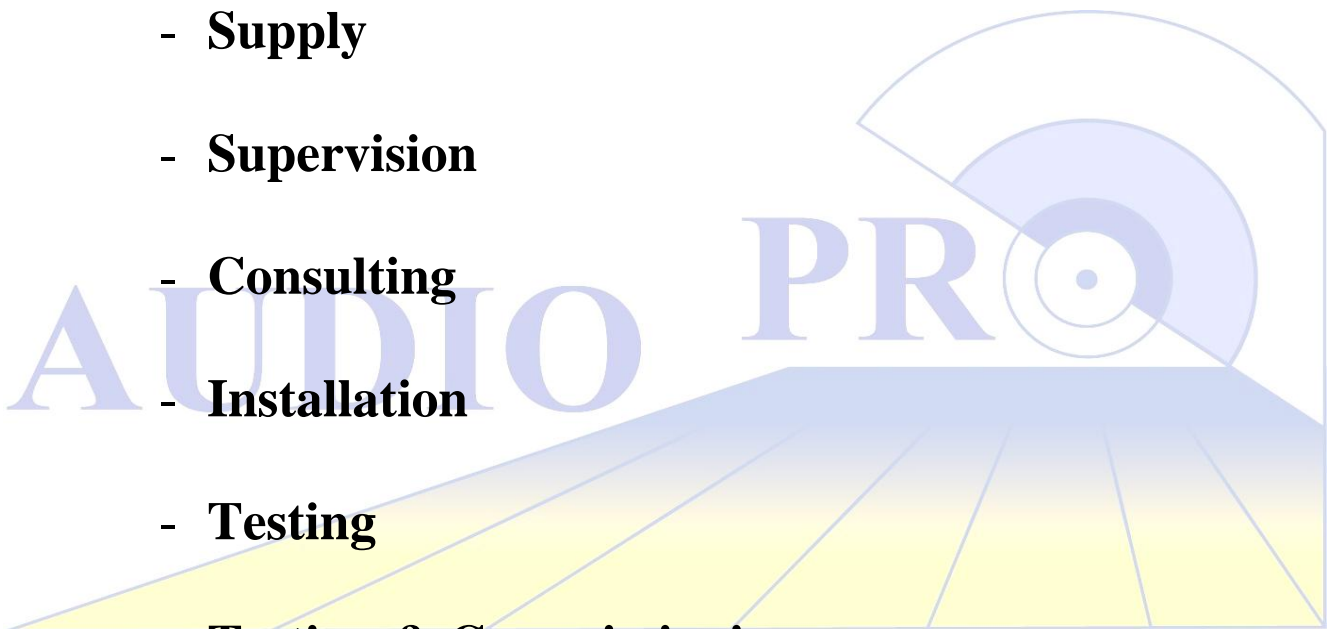 - Supply
- Supervision
- Consulting
- Installation
- Testing
AUDIO PRO